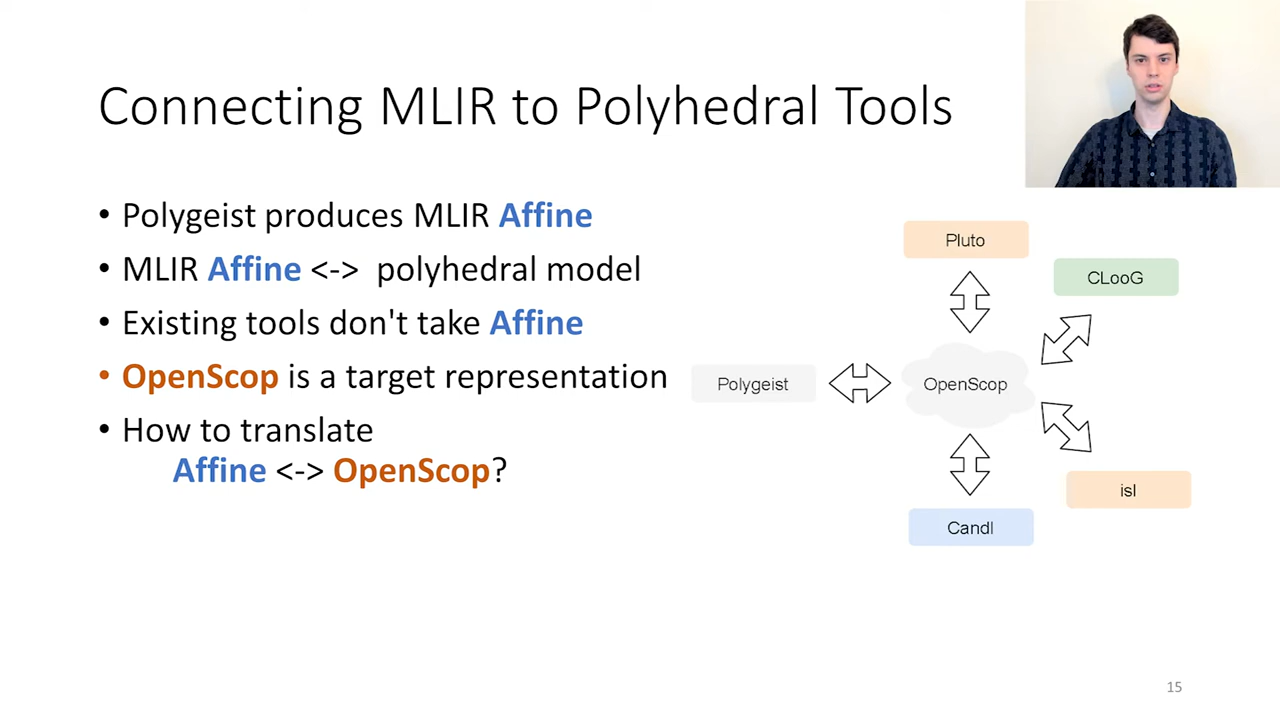 Connecting MLIR to Polyhedral Tools
• Polygeist produces MLIR Affine
• MLIR Affine <-> polyhedral model
• Existing tools don't take Affine
• OpenScop is a target representation
• How to translate
Affine <-> OpenScop?
Pluto
CLooG
Polygeist
OpenScop
isl
Candl
15